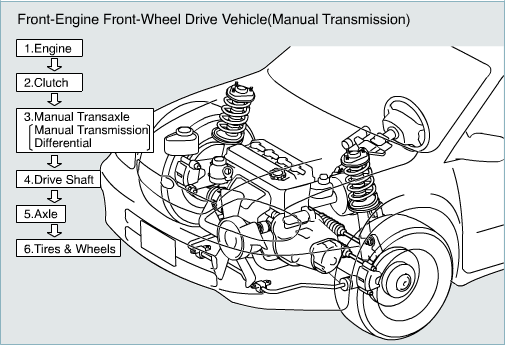 Front-Engine Front-Wheel Drive Vehicle(Manual Transmission)
1.Engine
2.Clutch
3.Manual Transaxle
Manual Transmission
Differential
4.Drive Shaft
5.Axle
6.Tires & Wheels